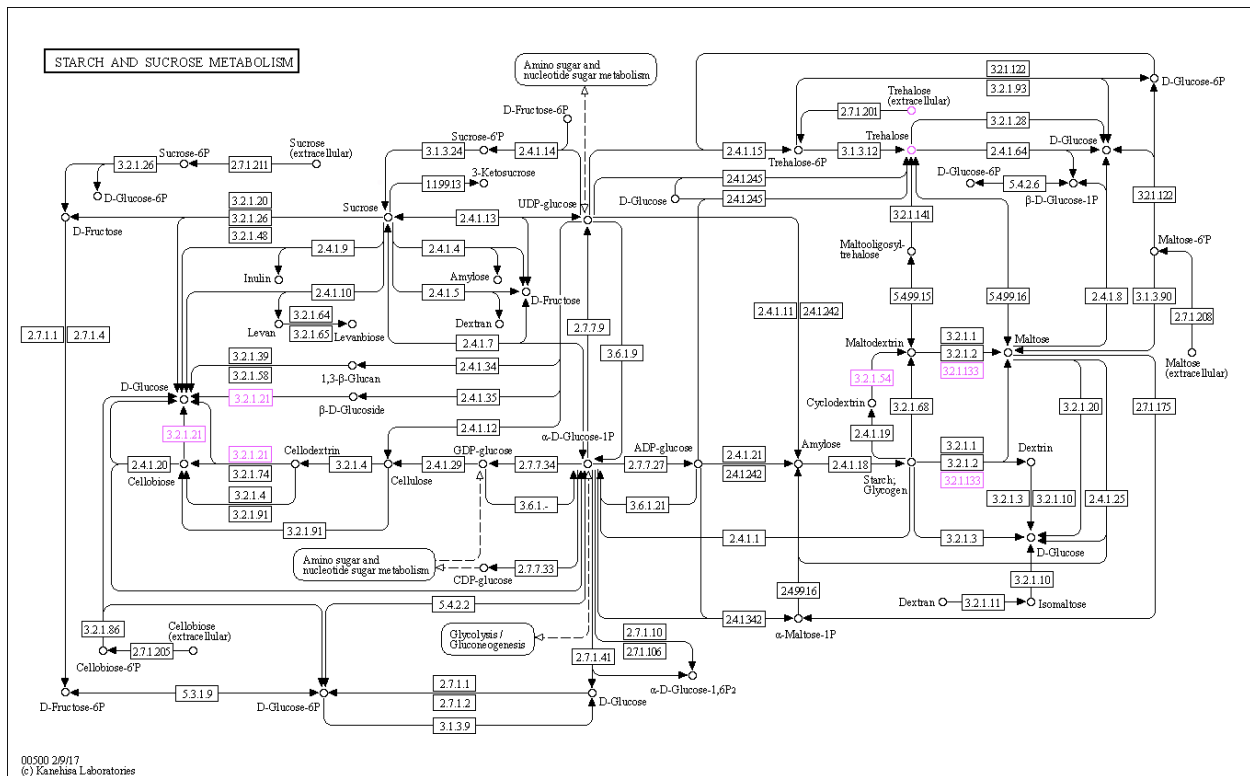 STARCH AND SUCROSE METABOLISM
Amino sugar and
nucleotide sugar metabolism
3.2.1.122
D-Glucose-6P
3.2.1.93
Trehalose
(extracellular)
2.7.1.201
D-Fructose-6P
3.2.1.28
Sucrose
(extracellular)
Sucrose-6P
3.2.1.26
2.7.1.211
Sucrose-6'P
3.1.3.24
2.4.1.14
2.4.1.15
Trehalose-6P
3.1.3.12
Trehalose
2.4.1.64
β-D-Glucose
D-Glucose-6P
3-Ketosucrose
1.1.99.13
2.4.1.245
D-Glucose
2.4.1.245
D-Glucose-6P
5.4.2.6
β-D-Glucose-1P
3.2.1.122
3.2.1.20
3.2.1.26
3.2.1.48
D-Fructose
Sucrose
2.4.1.13
UDP-glucose
3.2.1.141
2.4.1.9
2.4.1.4
Maltooligosyl-
trehalose
Maltose-6'P
Inulin
Amylose
2.4.1.10
2.4.1.5
D-Fructose
5.4.99.15
5.4.99.16
2.4.1.8
3.1.3.90
Levan
3.2.1.64
3.2.1.65
Levanbiose
Dextran
2.4.1.11
2.4.1.242
2.7.1.208
2.7.1.1
2.7.1.4
2.7.7.9
2.4.1.7
3.6.1.9
Maltodextrin
3.2.1.1
3.2.1.2
3.2.1.133
Maltose
Maltose
(extracellular)
3.2.1.39
3.2.1.58
1,3-β-Glucan
2.4.1.34
3.2.1.54
D-Glucose
3.2.1.21
β-D-Glucoside
2.4.1.35
Cyclodextrin
3.2.1.68
3.2.1.20
2.7.1.175
3.2.1.21
2.4.1.12
2.4.1.19
α-D-Glucose-1P
3.2.1.21
Cellodextrin
GDP-glucose
ADP-glucose
2.4.1.21
Amylose
3.2.1.1
Dextrin
2.4.1.20
3.2.1.74
3.2.1.4
2.4.1.29
2.7.7.34
2.7.7.27
2.4.1.242
2.4.1.18
3.2.1.2
Cellobiose
Cellulose
Starch;
Glycogen
3.2.1.133
3.2.1.4
3.2.1.91
3.6.1.-
3.6.1.21
3.2.1.3
3.2.1.10
2.4.1.25
3.2.1.91
2.4.1.1
3.2.1.3
D-Glucose
Amino sugar and
nucleotide sugar metabolism
2.7.7.33
CDP-glucose
3.2.1.10
2.4.99.16
5.4.2.2
Dextran
3.2.1.11
Isomaltose
2.4.1.342
α-Maltose-1P
3.2.1.86
Cellobiose
(extracellular)
Glycolysis /
Gluconeogenesis
2.7.1.10
2.7.1.106
2.7.1.205
Cellobiose-6'P
2.7.1.41
α-D-Glucose-1,6P2
5.3.1.9
2.7.1.1
2.7.1.2
D-Fructose-6P
D-Glucose-6P
D-Glucose
3.1.3.9
00500 2/9/17
(c) Kanehisa Laboratories